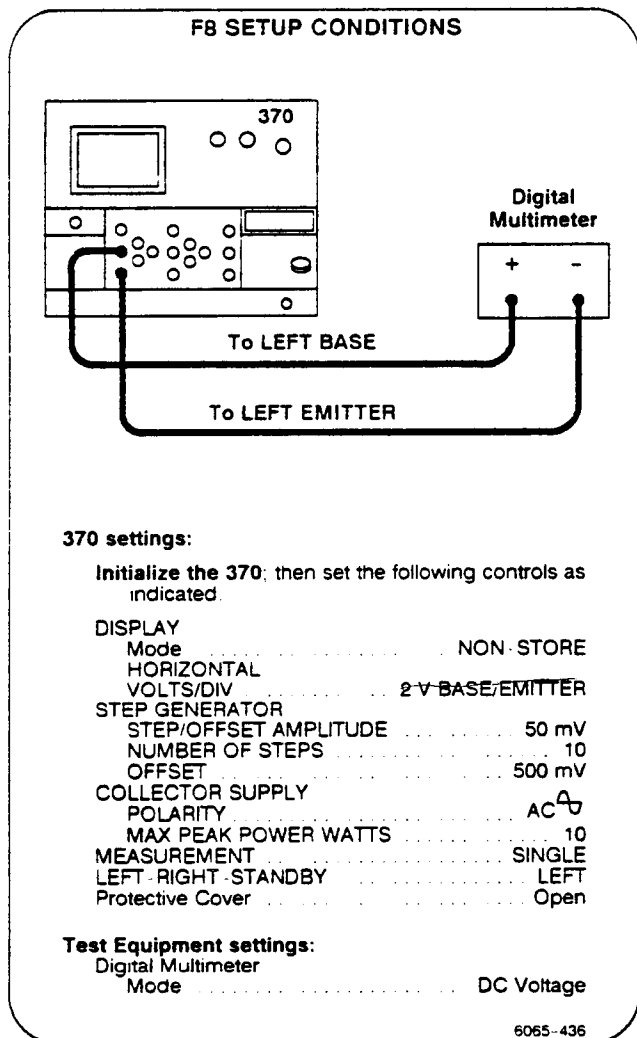 F8 SETUP CONDITIONS
370
Digital
Multimeter
+ -
To LEFT BASE
To LEFT EMITTER
370 settings:
Initialize the 370; then set the following controls as
indicated.
DISPLAY
Mode . . . . . . . . . . NON-STORE
HORIZONTAL
VOLTS/DIV . . . . . . . . . . 2 V BASE/EMITTER
STEP GENERATOR
STEP/OFFSET AMPLITUDE . . . . . . . . . . 50 mV
NUMBER OF STEPS . . . . . . . . . . 10
OFFSET . . . . . . . . . . 500 mV
COLLECTOR SUPPLY
POLARITY . . . . . . . . . . AC
MAX PEAK POWER WATTS . . . . . . . . . . 10
MEASUREMENT . . . . . . . . . . SINGLE
LEFT-RIGHT-STANDBY . . . . . . . . . . LEFT
Protective Cover . . . . . . . . . . Open
Test Equipment settings:
Digital Multimeter
Mode . . . . . . . . . . DC Voltage
6065-436